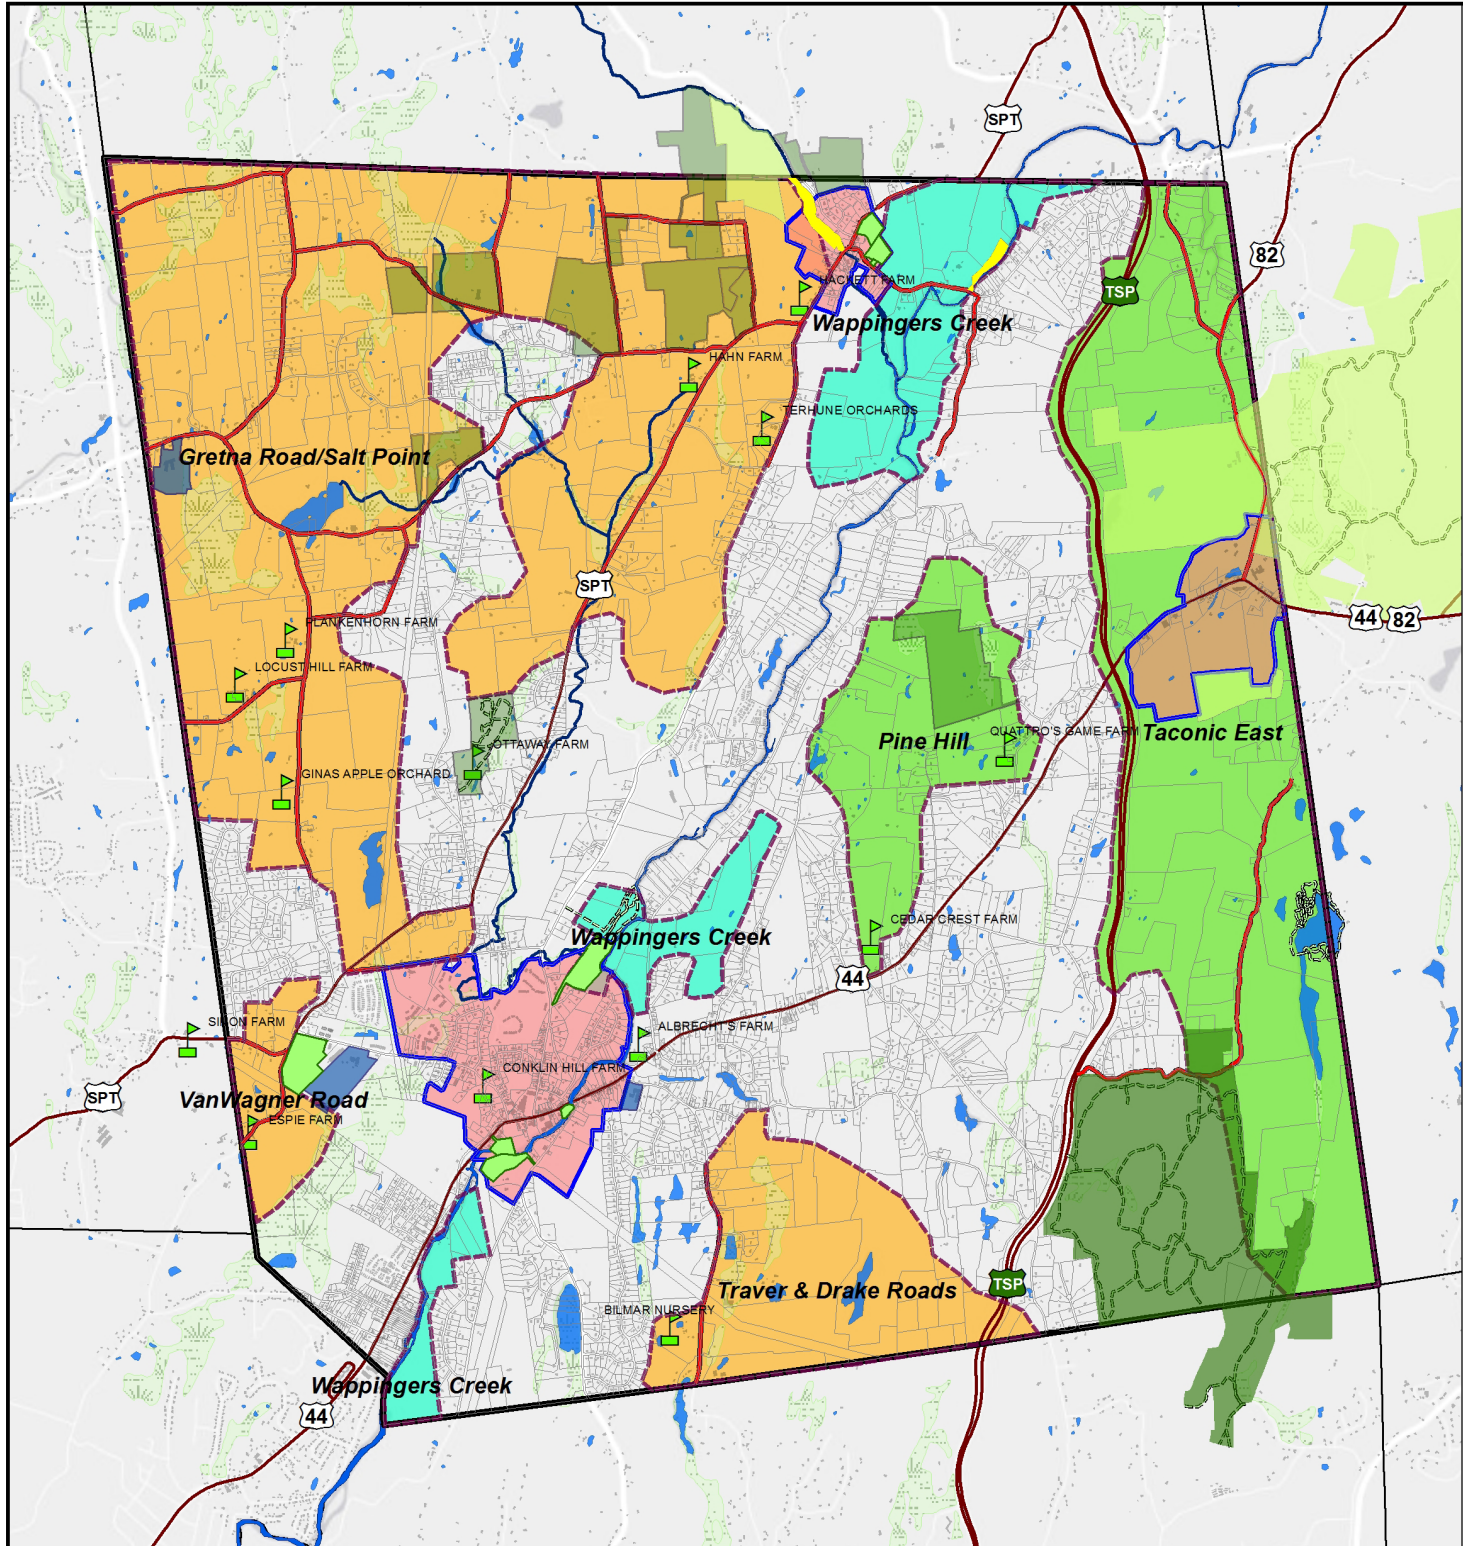 SPT
82
TSP
HACKETT FARM
Wappingers Creek
HAHN FARM
TERHUNE ORCHARDS
Gretna Road/Salt Point
SPT
44
82
PLANKENHORN FARM
LOCUST HILL FARM
QUATTRO'S GAME FARM
Taconic East
Pine Hill
OTTAWAY FARM
GINAS APPLE ORCHARD
CEDAR CREST FARM
Wappingers Creek
44
SIMON FARM
ALBRECHT'S FARM
CONKLIN HILL FARM
SPT
VanWagner Road
ESPIE FARM
TSP
Traver & Drake Roads
BILMAR NURSERY
Wappingers Creek
44